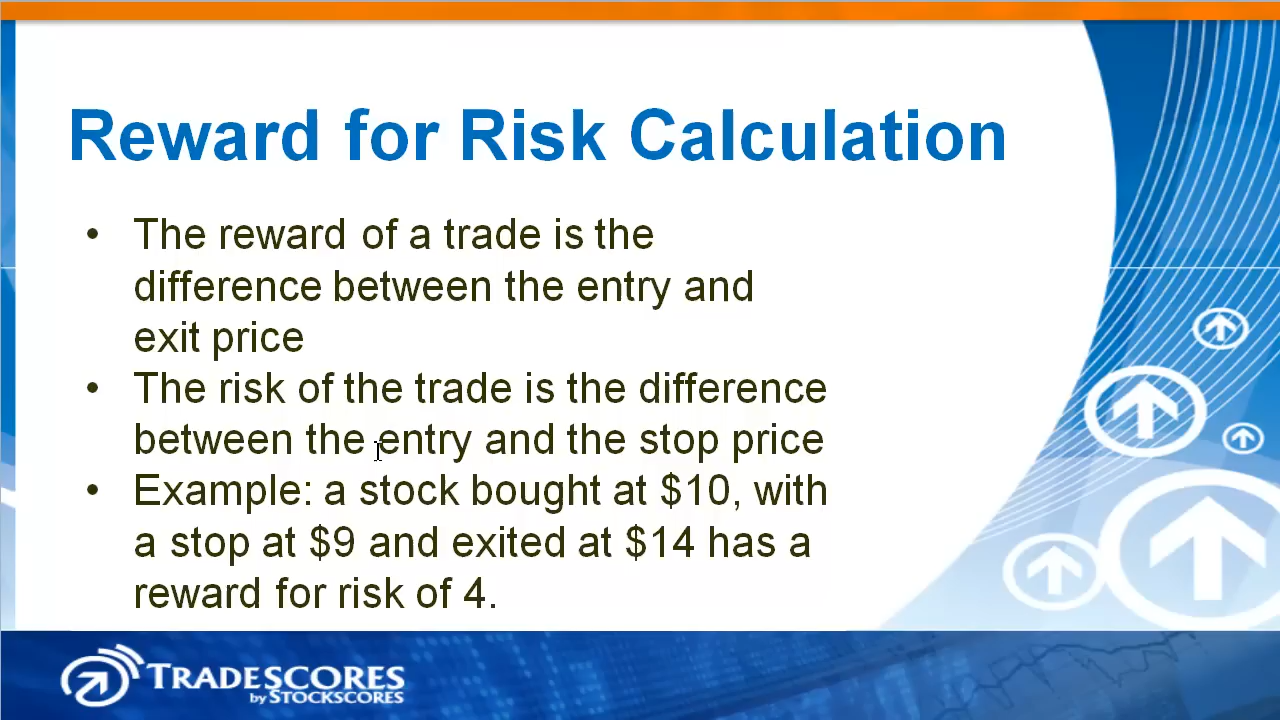 Reward for Risk Calculation
• The reward of a trade is the
difference between the entry and
exit price
• The risk of the trade is the difference
between the entry and the stop price
• Example: a stock bought at $10, with
a stop at $9 and exited at $14 has a
reward for risk of 4.
TRADESCORES
by STOCKSCORES